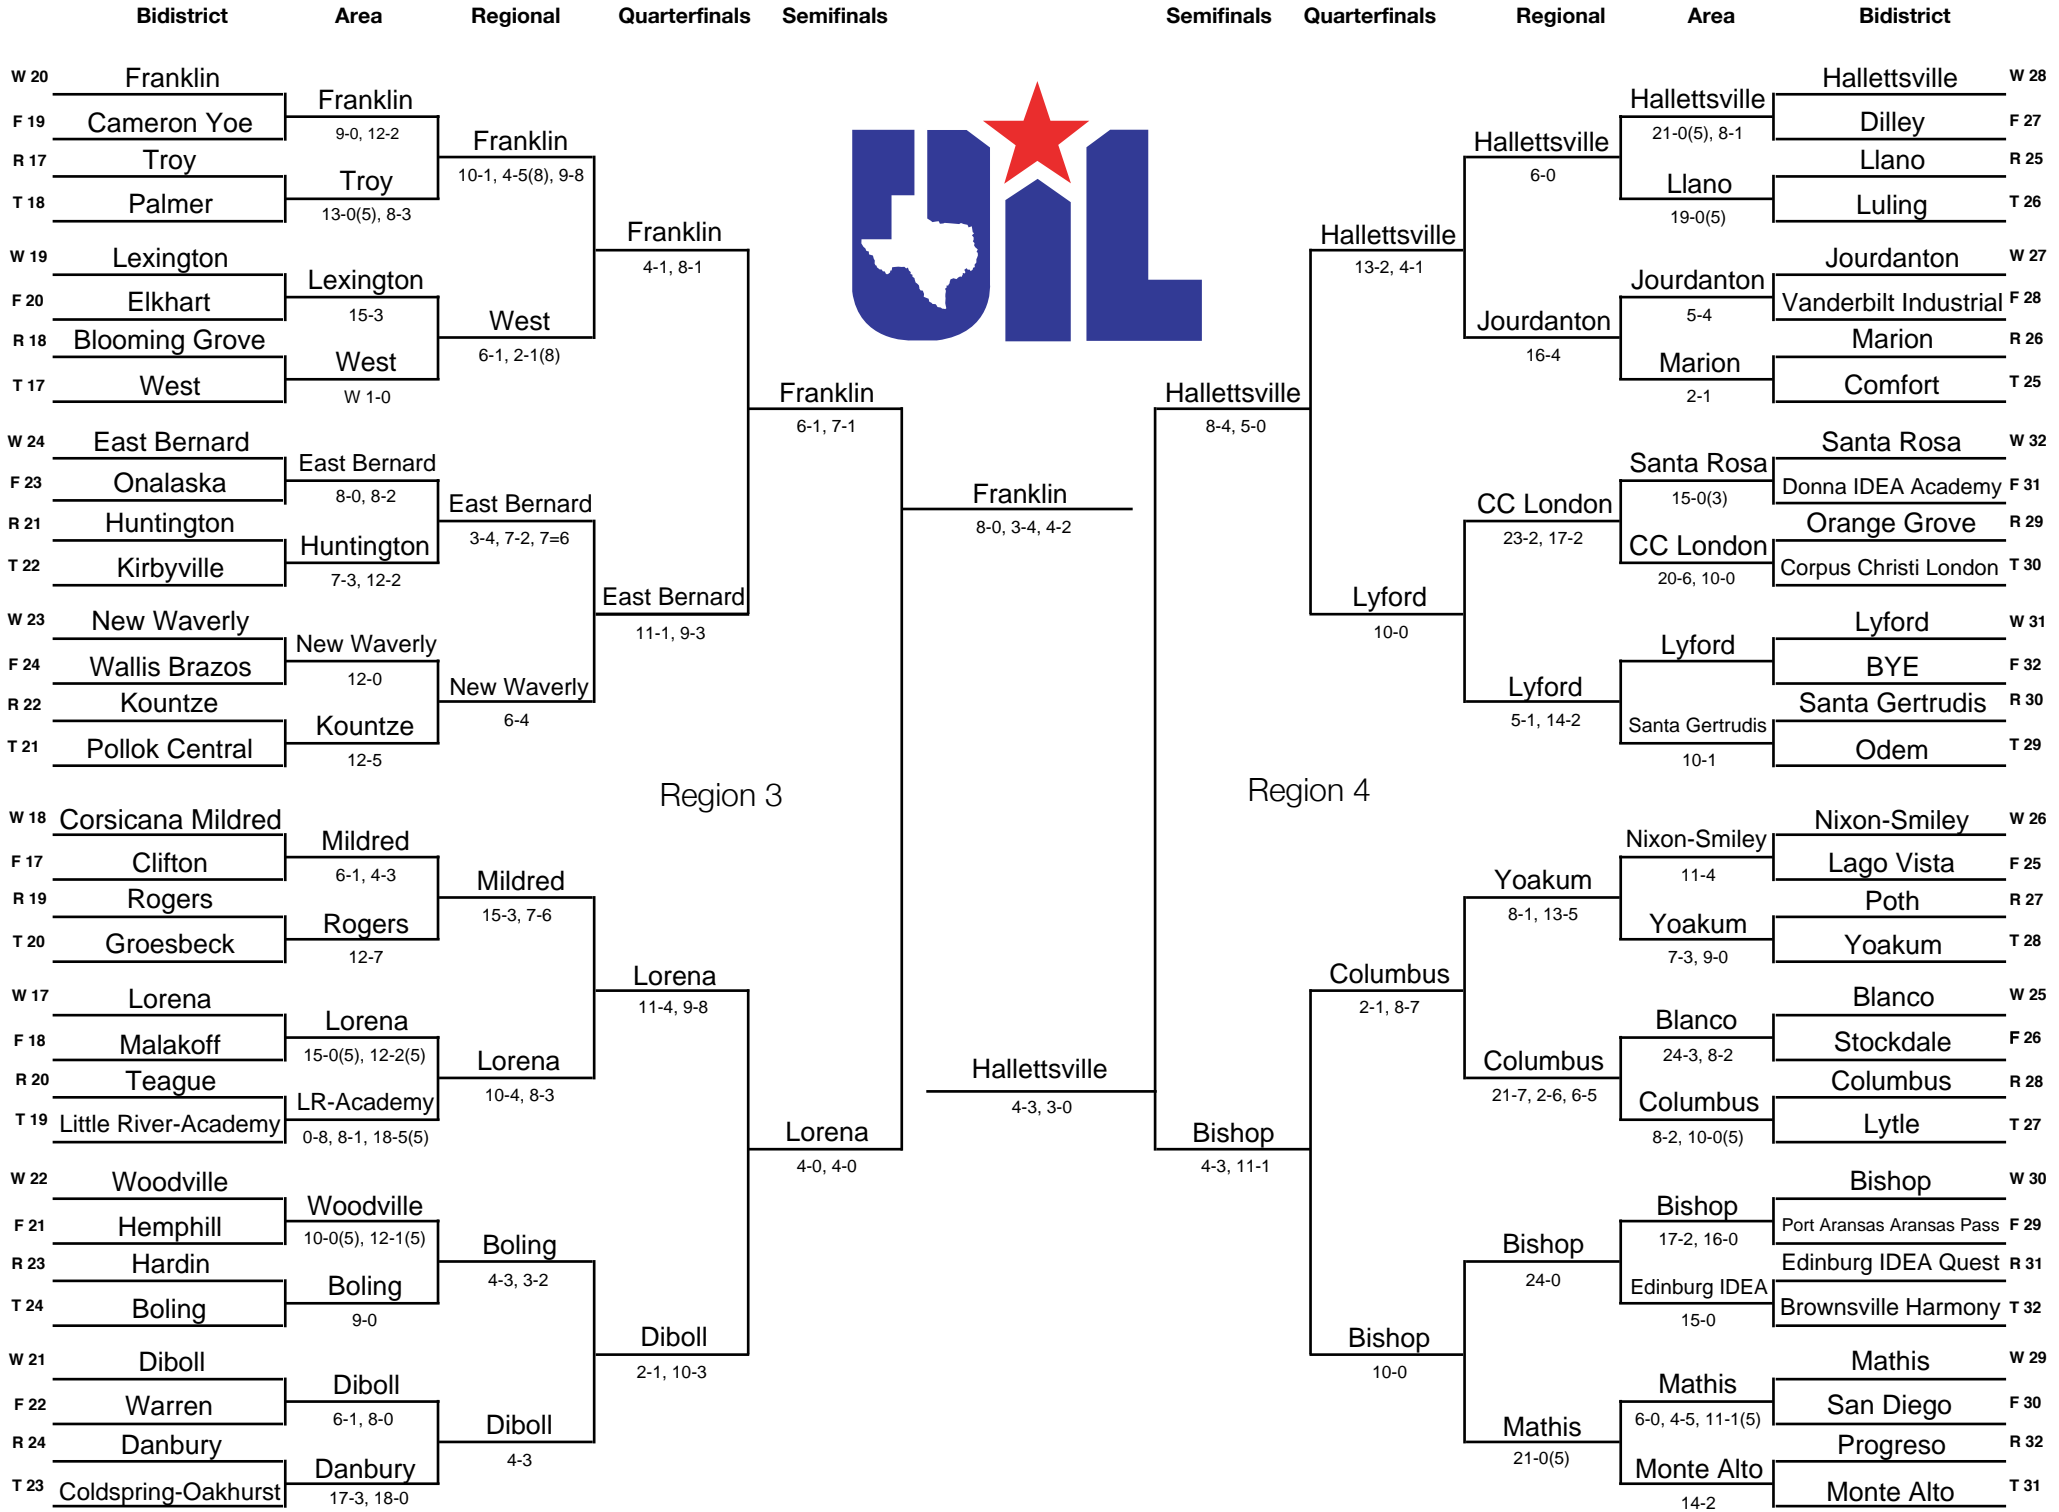 Bidistrict Area Regional Quarterfinals Semifinals Semifinals Quarterfinals Regional Area Bidistrict
W 20 Franklin
Franklin
F 19 Cameron Yoe
9-0, 12-2
Franklin
R 17 Troy
10-1, 4-5(8), 9-8
Troy
T 18 Palmer
13-0(5), 8-3
Franklin
4-1, 8-1
W 19 Lexington
Lexington
F 20 Elkhart
15-3
West
R 18 Blooming Grove
6-1, 2-1(8)
West
T 17 West
W 1-0
Franklin
6-1, 7-1
W 24 East Bernard
East Bernard
F 23 Onalaska
8-0, 8-2
East Bernard
R 21 Huntington
3-4, 7-2, 7=6
Huntington
T 22 Kirbyville
7-3, 12-2
East Bernard
11-1, 9-3
W 23 New Waverly
New Waverly
F 24 Wallis Brazos
12-0
New Waverly
R 22 Kountze
6-4
Kountze
T 21 Pollok Central
12-5
Franklin
8-0, 3-4, 4-2
Region 3
W 18 Corsicana Mildred
Mildred
F 17 Clifton
6-1, 4-3
Mildred
R 19 Rogers
15-3, 7-6
Rogers
T 20 Groesbeck
12-7
Lorena
11-4, 9-8
W 17 Lorena
Lorena
F 18 Malakoff
15-0(5), 12-2(5)
Lorena
R 20 Teague
10-4, 8-3
LR-Academy
T 19 Little River-Academy
0-8, 8-1, 18-5(5)
Lorena
4-0, 4-0
W 22 Woodville
Woodville
F 21 Hemphill
10-0(5), 12-1(5)
Boling
R 23 Hardin
4-3, 3-2
Boling
T 24 Boling
9-0
Diboll
2-1, 10-3
W 21 Diboll
Diboll
F 22 Warren
6-1, 8-0
Diboll
R 24 Danbury
4-3
Danbury
T 23 Coldspring-Oakhurst
17-3, 18-0
UIL
Hallettsville W 28
Hallettsville
Dilley F 27
21-0(5), 8-1
Hallettsville
Llano R 25
6-0
Llano
Luling T 26
19-0(5)
Hallettsville
13-2, 4-1
Jourdanton W 27
Jourdanton
Vanderbilt Industrial F 28
5-4
Jourdanton
Marion R 26
16-4
Marion
Comfort T 25
2-1
Hallettsville
8-4, 5-0
Santa Rosa W 32
Santa Rosa
Donna IDEA Academy F 31
15-0(3)
CC London
Orange Grove R 29
23-2, 17-2
CC London
Corpus Christi London T 30
20-6, 10-0
Lyford
10-0
Lyford W 31
Lyford
BYE F 32
Lyford
Santa Gertrudis R 30
5-1, 14-2
Santa Gertrudis
Odem T 29
10-1
Region 4
Nixon-Smiley W 26
Nixon-Smiley
Lago Vista F 25
11-4
Yoakum
Poth R 27
8-1, 13-5
Yoakum
Yoakum T 28
7-3, 9-0
Columbus
2-1, 8-7
Blanco W 25
Blanco
Stockdale F 26
24-3, 8-2
Columbus
Columbus R 28
21-7, 2-6, 6-5
Columbus
Lytle T 27
8-2, 10-0(5)
Hallettsville
4-3, 3-0
Bishop
4-3, 11-1
Bishop W 30
Bishop
Port Aransas Aransas Pass F 29
17-2, 16-0
Bishop
Edinburg IDEA Quest R 31
24-0
Edinburg IDEA
Brownsville Harmony T 32
15-0
Bishop
10-0
Mathis W 29
Mathis
San Diego F 30
6-0, 4-5, 11-1(5)
Mathis
Progreso R 32
21-0(5)
Monte Alto
Monte Alto T 31
14-2